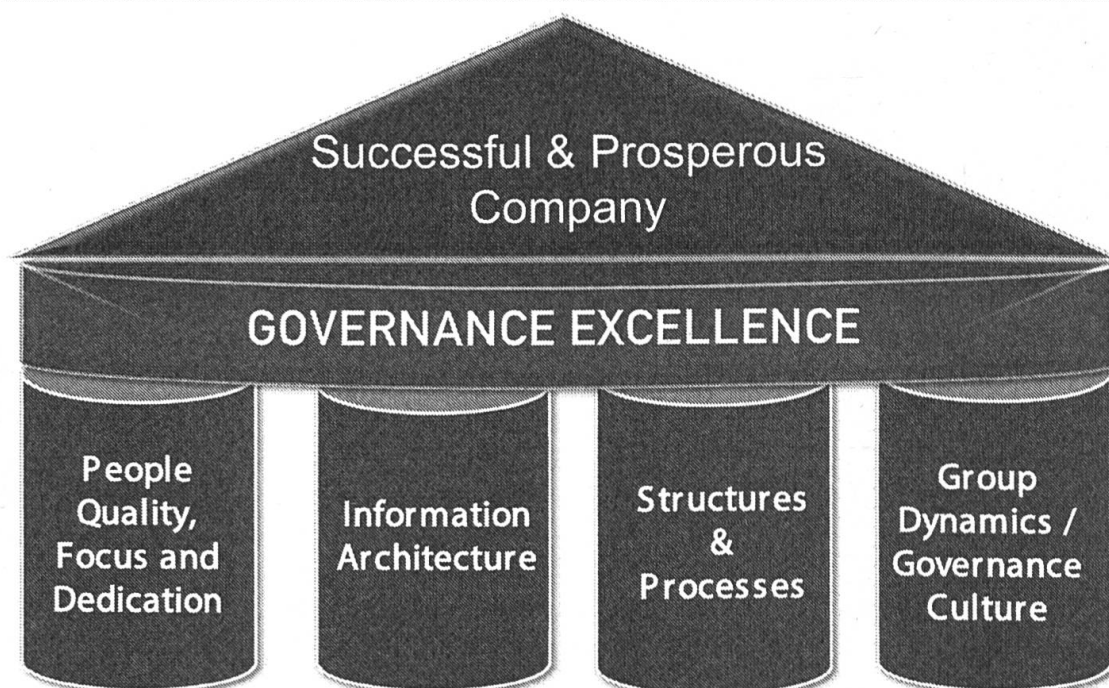 Successful & Prosperous
Company
GOVERNANCE EXCELLENCE
People
Quality,
Focus and
Dedication
Information
Architecture
Structures
&
Processes
Group
Dynamics /
Governance
Culture